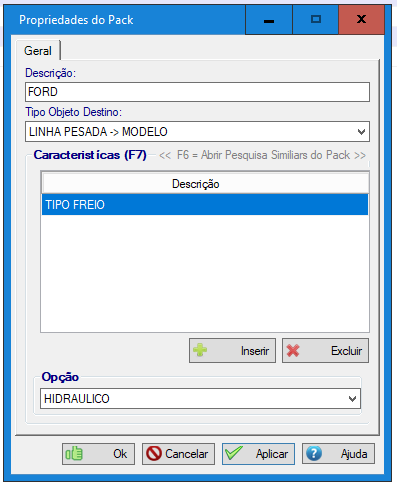 Propriedades do Pack
Geral
Descrição:
FORD
Tipo Objeto Destino:
LINHA PESADA -> MODELO
Caracteristícas (F7) << F6 = Abrir Pesquisa Similiars do Pack >>
Descrição
TIPO FREIO
Inserir Excluir
Opção
HIDRAULICO
Ok Cancelar Aplicar Ajuda